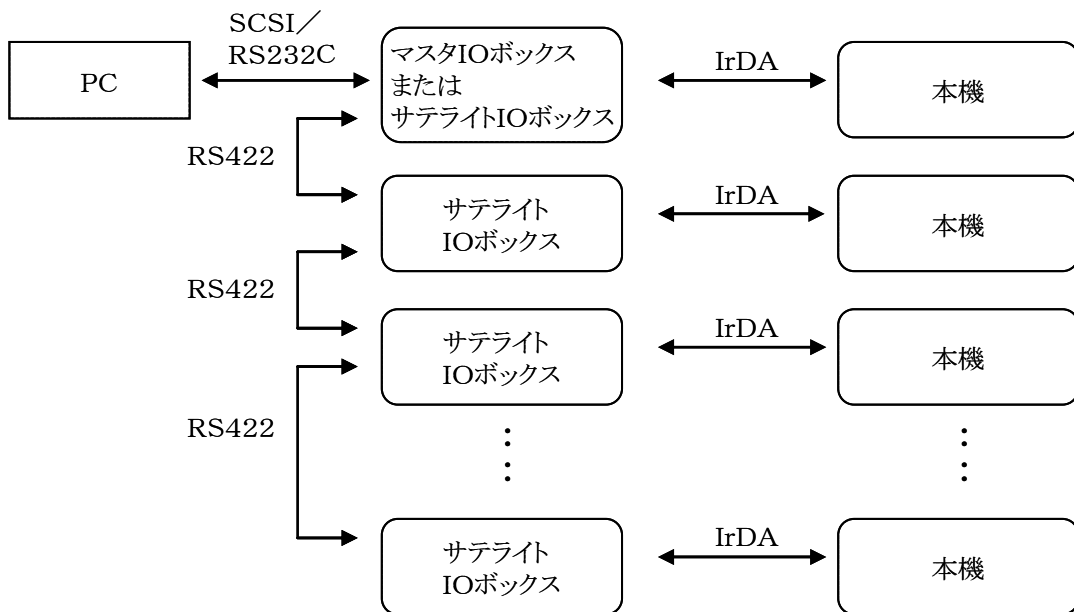 SCSI／
RS232C
PC
マスタIOボックス
または
サテライトIOボックス
IrDA
本機
RS422
サテライト
IOボックス
IrDA
本機
RS422
サテライト
IOボックス
IrDA
本機
RS422
サテライト
IOボックス
IrDA
本機